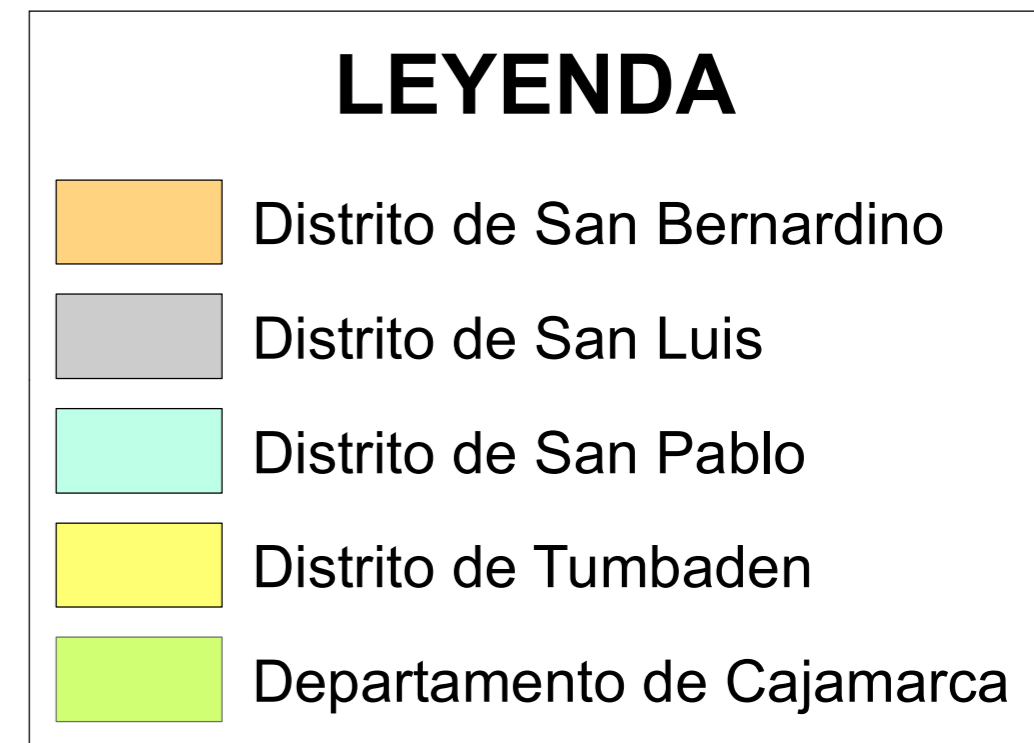 LEYENDA
Distrito de San Bernardino
Distrito de San Luis
Distrito de San Pablo
Distrito de Tumbaden
Departamento de Cajamarca